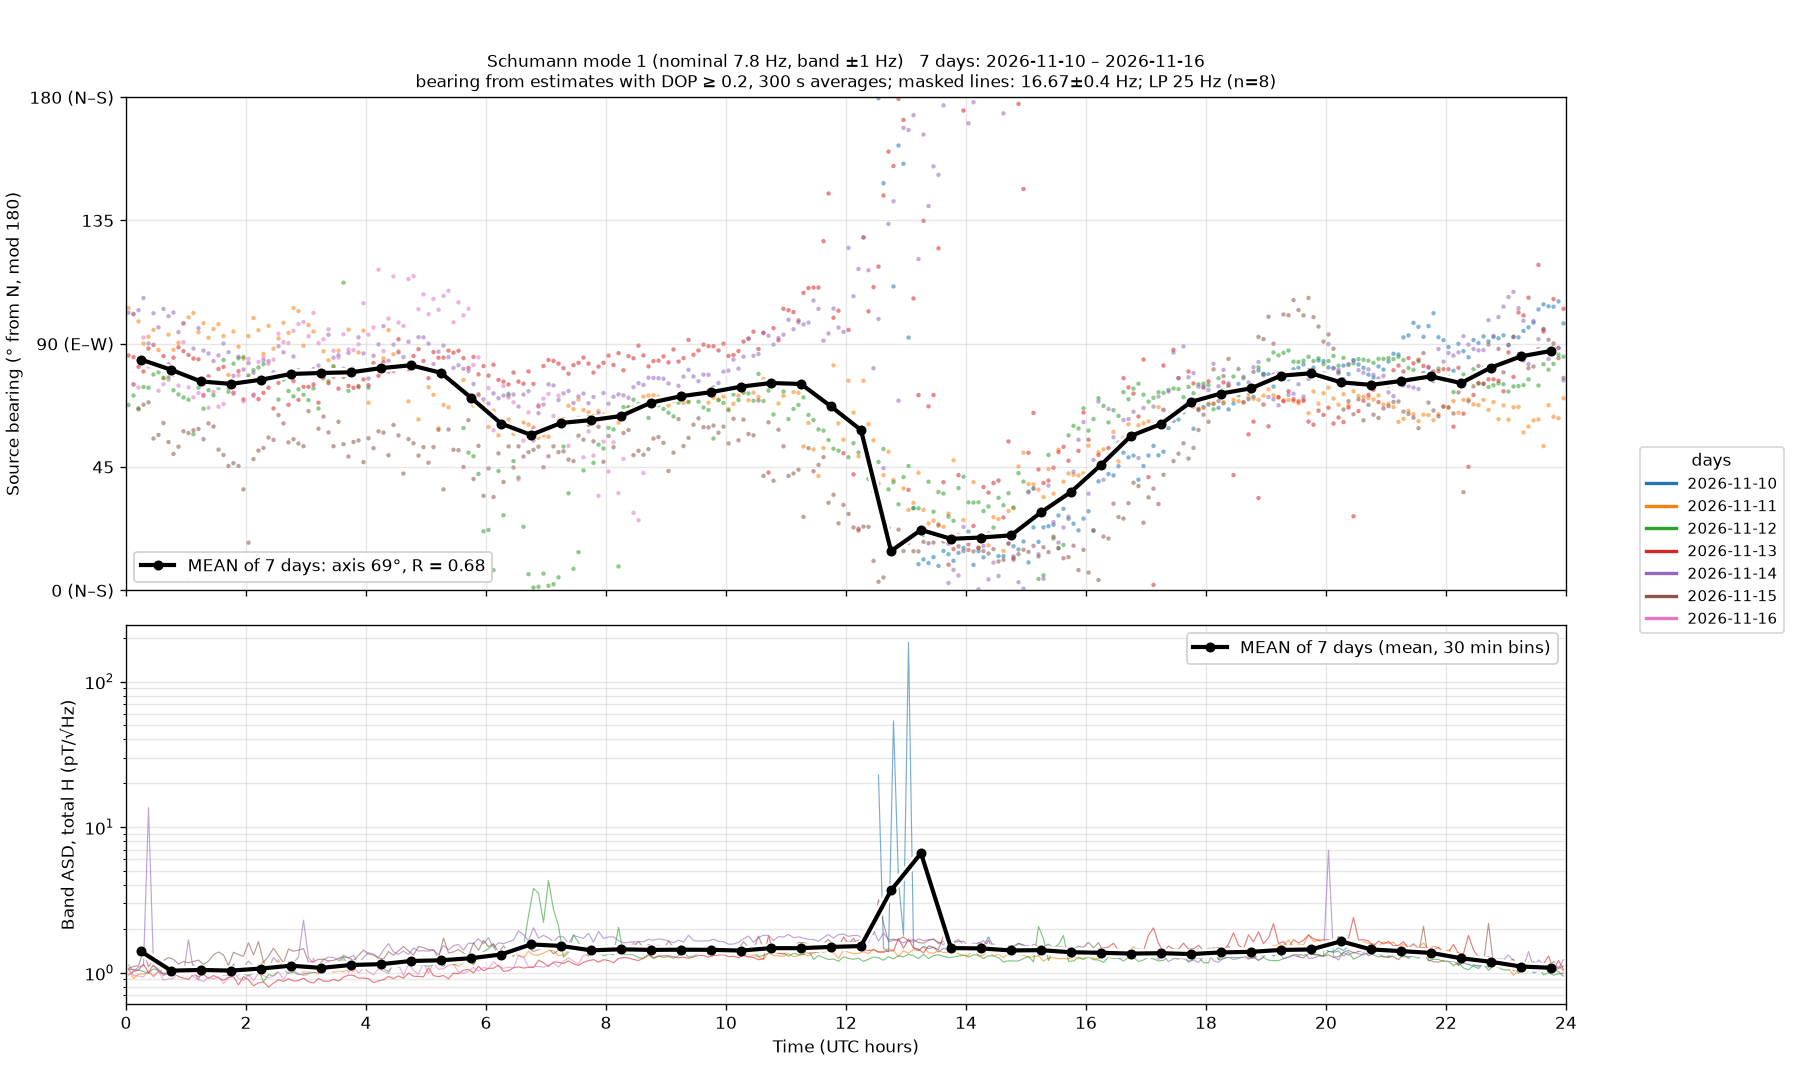 Schumann mode 1 (nominal 7.8 Hz, band ±1 Hz)   7 days: 2026-11-10 – 2026-11-16
bearing from estimates with DOP ≥ 0.2, 300 s averages; masked lines: 16.67±0.4 Hz; LP 25 Hz (n=8)
Source bearing (° from N, mod 180)
180 (N–S)
135
90 (E–W)
45
0 (N–S)
MEAN of 7 days: axis 69°, R = 0.68
days
2026-11-10
2026-11-11
2026-11-12
2026-11-13
2026-11-14
2026-11-15
2026-11-16
Band ASD, total H (pT/√Hz)
10²
10¹
10⁰
MEAN of 7 days (mean, 30 min bins)
0 2 4 6 8 10 12 14 16 18 20 22 24
Time (UTC hours)